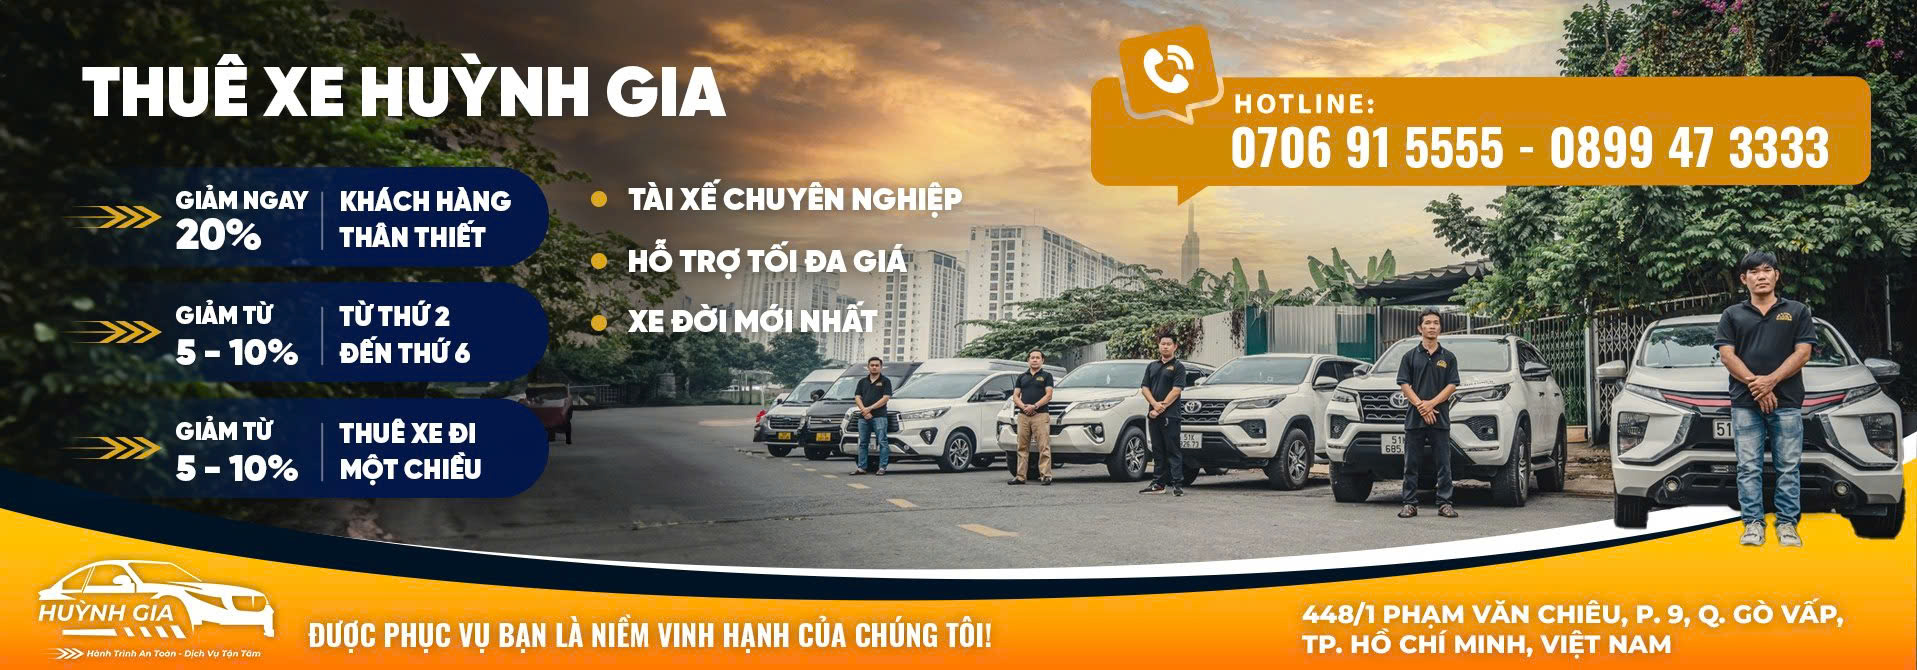 THUÊ XE HUỲNH GIA
HOTLINE:
0706 91 5555 - 0899 47 3333
GIẢM NGAY
20%
KHÁCH HÀNG
THÂN THIẾT
GIẢM TỪ
5 - 10%
TỪ THỨ 2
ĐẾN THỨ 6
GIẢM TỪ
5 - 10%
THUÊ XE ĐI
MỘT CHIỀU
TÀI XẾ CHUYÊN NGHIỆP
HỖ TRỢ TỐI ĐA GIÁ
XE ĐỜI MỚI NHẤT
HUỲNH GIA
Hành Trình An Toàn - Dịch Vụ Tận Tâm
ĐƯỢC PHỤC VỤ BẠN LÀ NIỀM VINH HẠNH CỦA CHÚNG TÔI!
448/1 PHẠM VĂN CHIÊU, P. 9, Q. GÒ VẤP,
TP. HỒ CHÍ MINH, VIỆT NAM